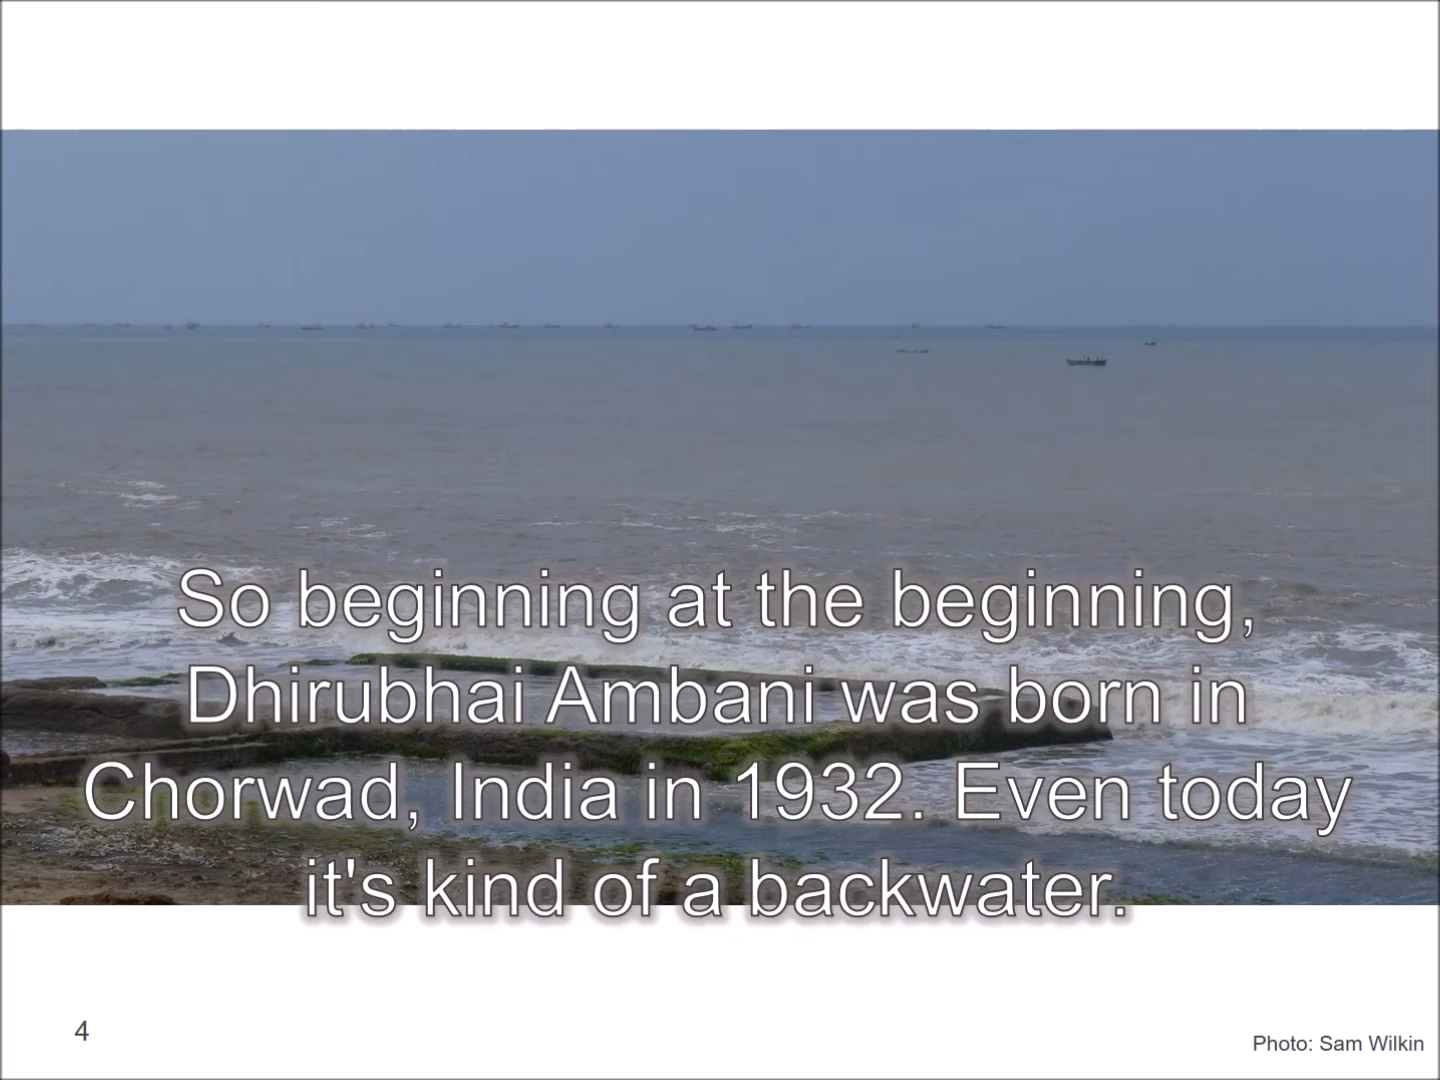 So beginning at the beginning,
Dhirubhai Ambani was born in
Chorwad, India in 1932. Even today
it's kind of a backwater.
4
Photo: Sam Wilkin